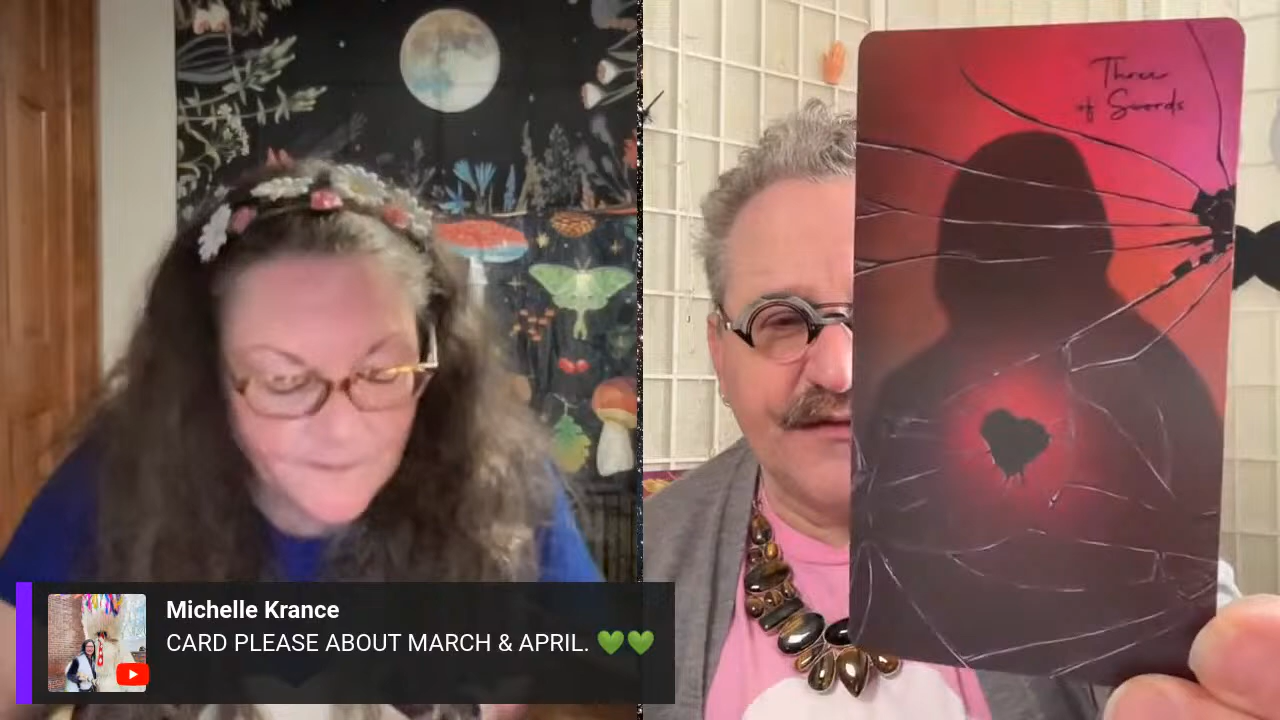 Three
of Swords
Michelle Krance
CARD PLEASE ABOUT MARCH & APRIL. 💚💚